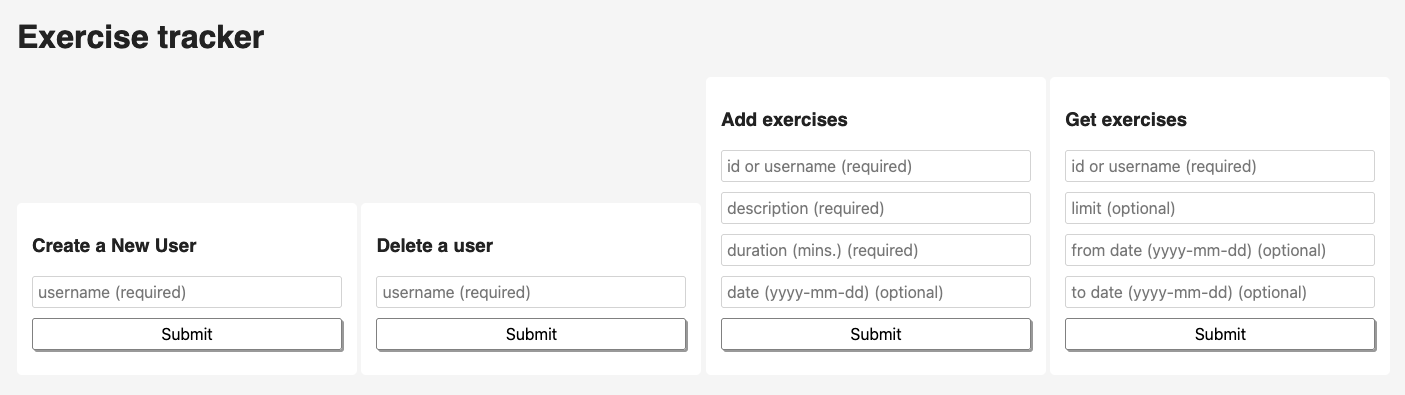 Exercise tracker
Create a New User
username (required)
Submit
Delete a user
username (required)
Submit
Add exercises
id or username (required)
description (required)
duration (mins.) (required)
date (yyyy-mm-dd) (optional)
Submit
Get exercises
id or username (required)
limit (optional)
from date (yyyy-mm-dd) (optional)
to date (yyyy-mm-dd) (optional)
Submit